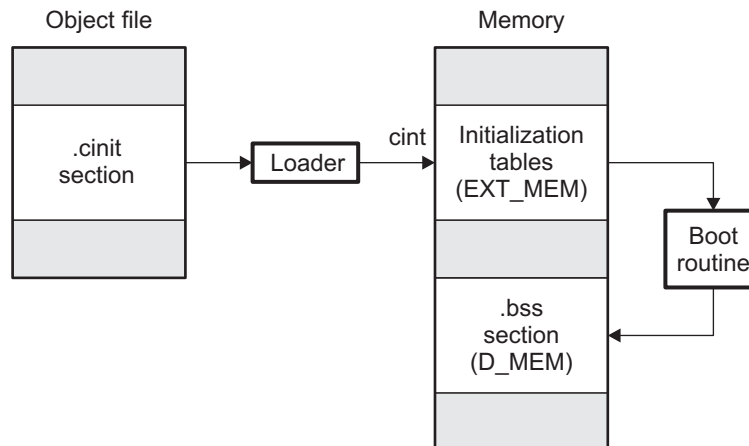 Object file
Memory
.cinit
section
Loader
cint
Initialization
tables
(EXT_MEM)
Boot
routine
.bss
section
(D_MEM)